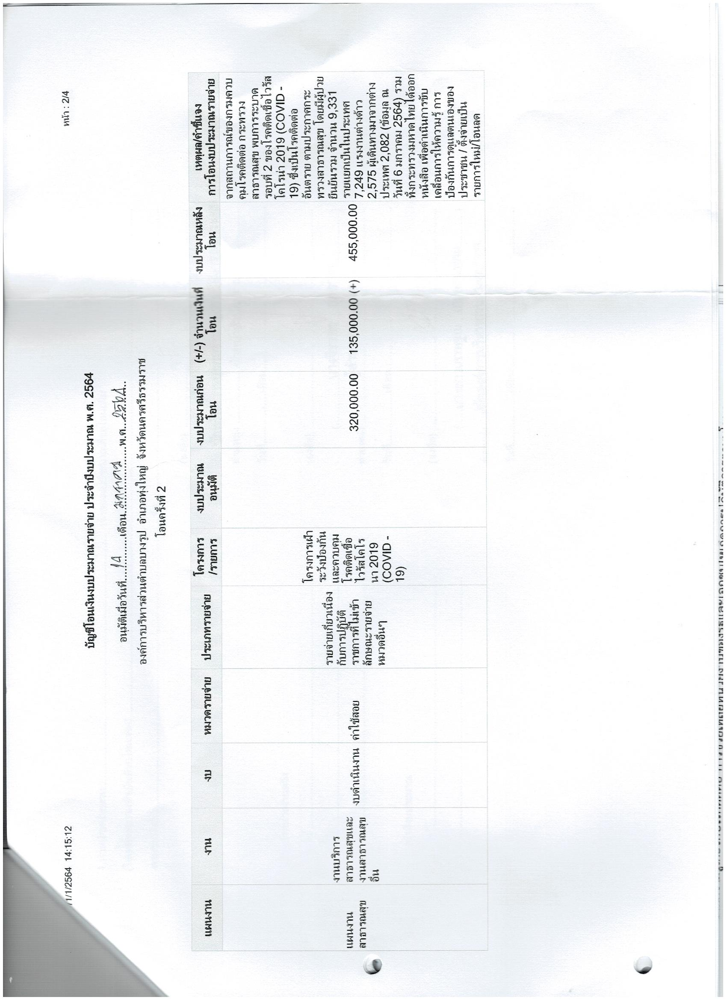 /1/2564 14:15:12
หน้า : 2/4
บัญชีโอนเงินงบประมาณรายจ่าย ประจำปีงบประมาณ พ.ศ. 2564
อนุมัติเมื่อวันที่.....14.........เดือน..มกราคม.....พ.ศ...2564..
องค์การบริหารส่วนตำบลบางรูป อำเภอทุ่งใหญ่ จังหวัดนครศรีธรรมราช
โอนครั้งที่ 2
แผนงาน
งาน
งบ
หมวดรายจ่าย
ประเภทรายจ่าย
โครงการ
/รายการ
งบประมาณ
อนุมัติ
งบประมาณก่อน
โอน
(+/-) จำนวนเงินที่
โอน
งบประมาณหลัง
โอน
เหตุผล/คำชี้แจง
การโอนงบประมาณรายจ่าย
แผนงาน
สาธารณสุข
งานบริการ
สาธารณสุขและ
งานสาธารณสุข
อื่น
งบดำเนินงาน
ค่าใช้สอย
รายจ่ายเกี่ยวเนื่อง
กับการปฏิบัติ
ราชการที่ไม่เข้า
ลักษณะรายจ่าย
หมวดอื่นๆ
โครงการเฝ้า
ระวังป้องกัน
และควบคุม
โรคติดเชื้อ
ไวรัสโคโร
นา 2019
(COVID -
19)
320,000.00
135,000.00 (+)
455,000.00
จากสถานการณ์ของกรมควบ
คุมโรคติดต่อ กระทรวง
สาธารณสุข พบการระบาด
รอบที่ 2 ของโรคติดเชื้อไวรัส
โคโรน่า 2019 (COVID -
19) ซึ่งเป็นโรคติดต่อ
อันตราย ตามประกาศกระ
ทรวงสาธารณสุข โดยมีผู้ป่วย
ยืนยันรวม จำนวน 9,331
รายแยกเป็นในประเทศ
7,249 แรงงานต่างด้าว
2,575 ผู้เดินทางมาจากต่าง
ประเทศ 2,082 (ข้อมูล ณ
วันที่ 6 มกราคม 2564) รวม
ทั้งกระทรวงมหาดไทยได้ออก
หนังสือ เพื่อดำเนินการขับ
เคลื่อนการให้ความรู้ การ
ป้องกันการดูแลตนเองของ
ประชาชน / ตั้งจ่ายเป็น
รายการใหม่/โอนลด